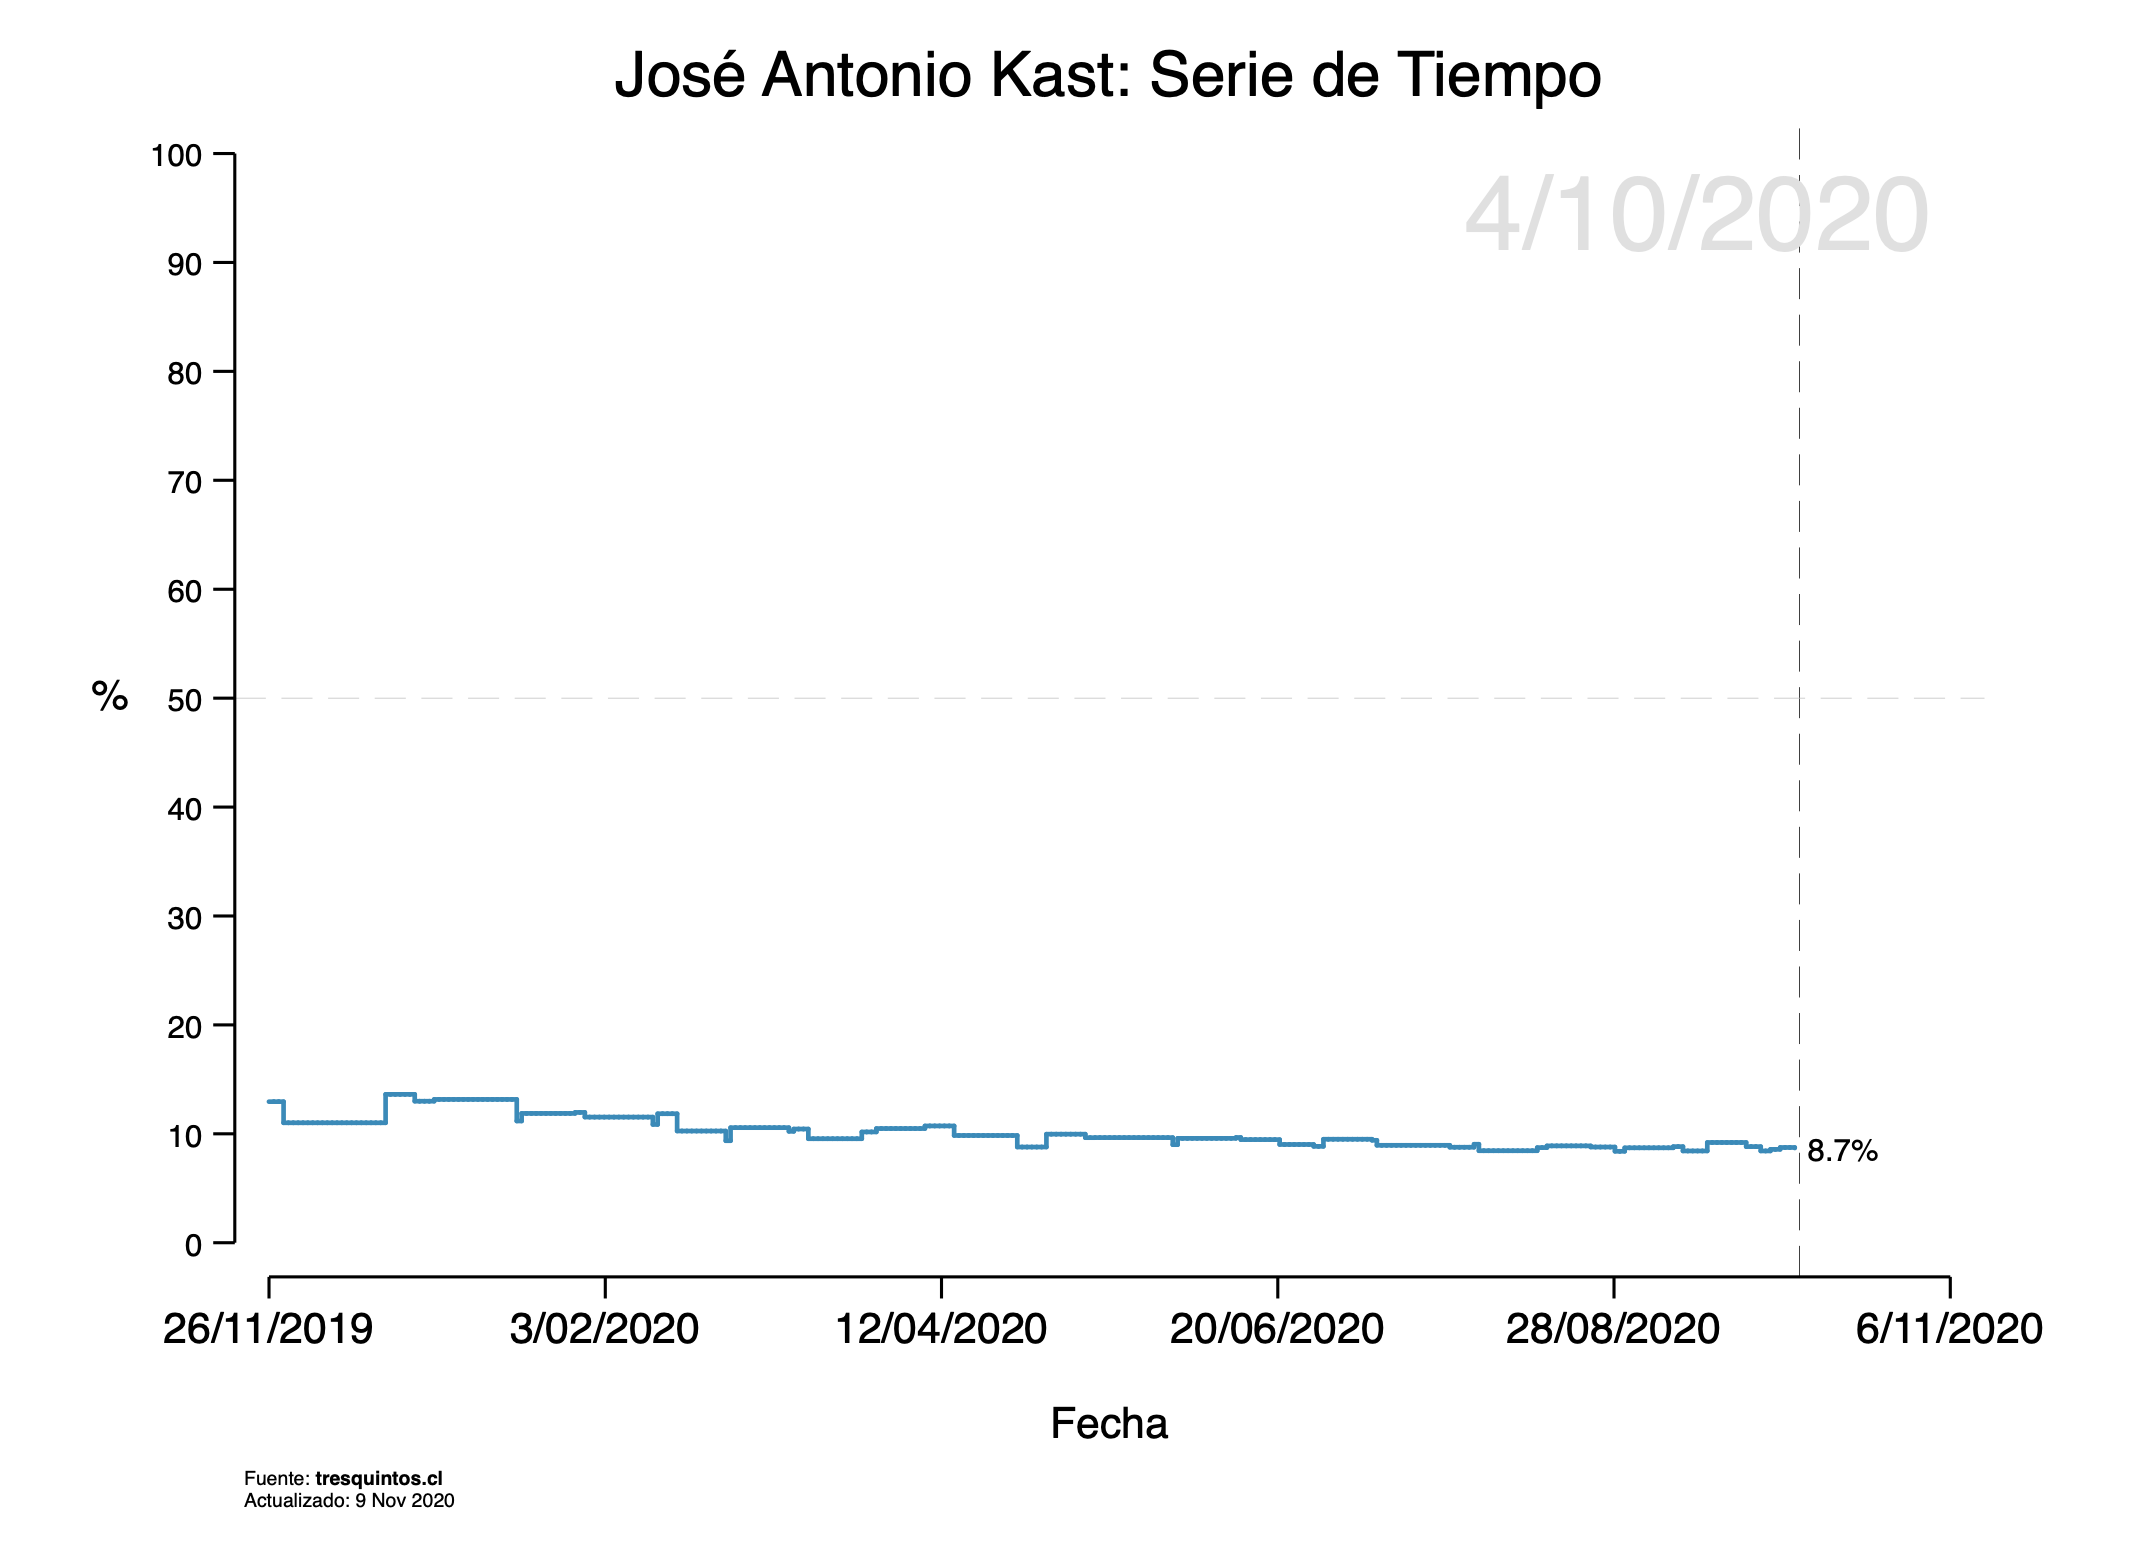 José Antonio Kast: Serie de Tiempo
4/10/2020
100
90
80
70
60
50
40
30
20
10
0
%
8.7%
26/11/2019 3/02/2020 12/04/2020 20/06/2020 28/08/2020 6/11/2020
Fecha
Fuente: tresquintos.cl
Actualizado: 9 Nov 2020